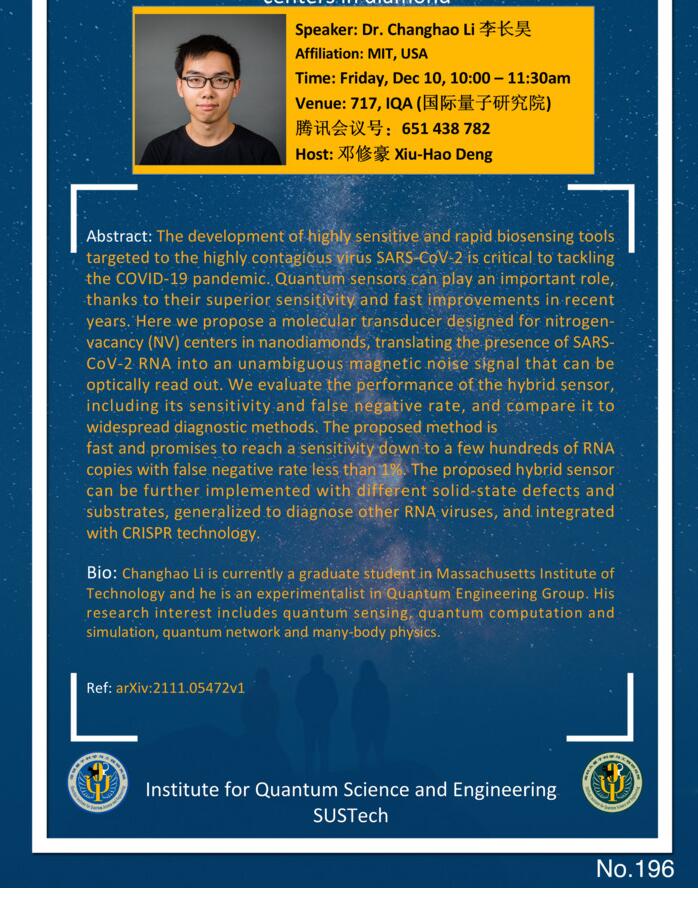 centers in diamond
Speaker: Dr. Changhao Li 李长昊
Affiliation: MIT, USA
Time: Friday, Dec 10, 10:00 – 11:30am
Venue: 717, IQA (国际量子研究院)
腾讯会议号：651 438 782
Host: 邓修豪 Xiu-Hao Deng
Abstract: The development of highly sensitive and rapid biosensing tools
targeted to the highly contagious virus SARS-CoV-2 is critical to tackling
the COVID-19 pandemic. Quantum sensors can play an important role,
thanks to their superior sensitivity and fast improvements in recent
years. Here we propose a molecular transducer designed for nitrogen-
vacancy (NV) centers in nanodiamonds, translating the presence of SARS-
CoV-2 RNA into an unambiguous magnetic noise signal that can be
optically read out. We evaluate the performance of the hybrid sensor,
including its sensitivity and false negative rate, and compare it to
widespread diagnostic methods. The proposed method is
fast and promises to reach a sensitivity down to a few hundreds of RNA
copies with false negative rate less than 1%. The proposed hybrid sensor
can be further implemented with different solid-state defects and
substrates, generalized to diagnose other RNA viruses, and integrated
with CRISPR technology.
Bio: Changhao Li is currently a graduate student in Massachusetts Institute of
Technology and he is an experimentalist in Quantum Engineering Group. His
research interest includes quantum sensing, quantum computation and
simulation, quantum network and many-body physics.
Ref: arXiv:2111.05472v1
Institute for Quantum Science and Engineering
SUSTech
No.196